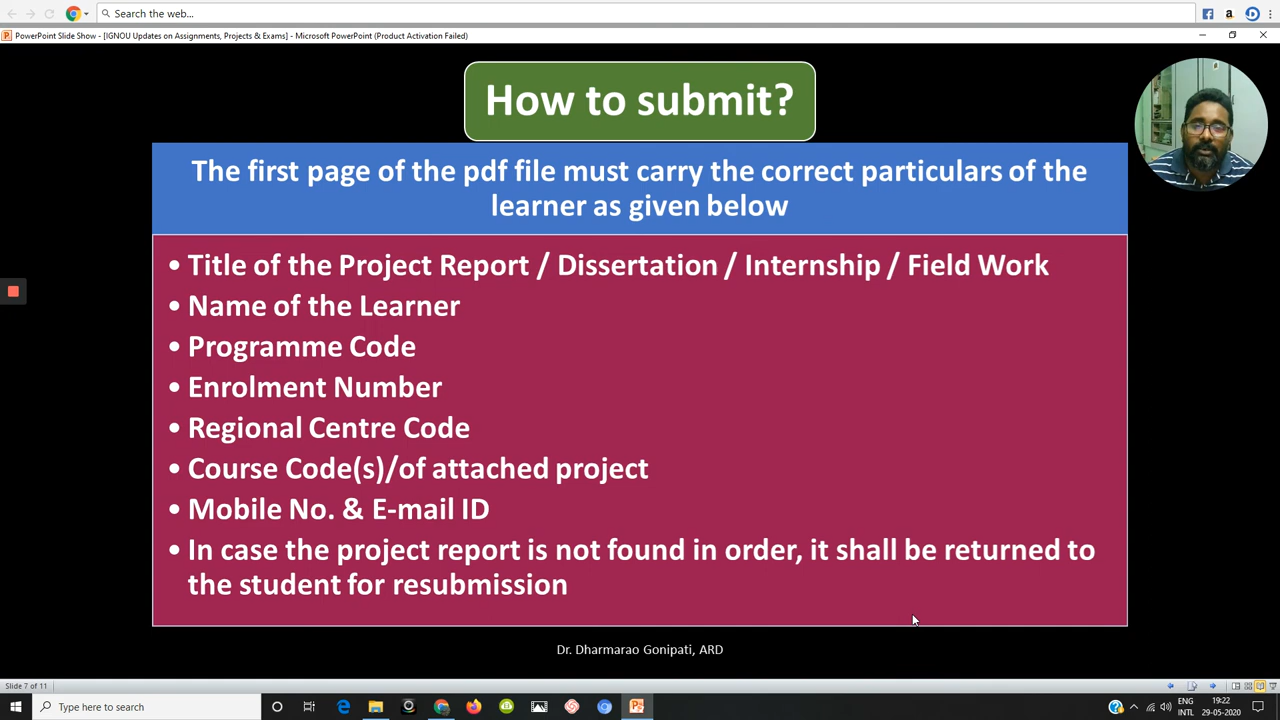 Search the web...
PowerPoint Slide Show - [IGNOU Updates on Assignments, Projects & Exams] - Microsoft PowerPoint (Product Activation Failed)
How to submit?
The first page of the pdf file must carry the correct particulars of the
learner as given below
• Title of the Project Report / Dissertation / Internship / Field Work
• Name of the Learner
• Programme Code
• Enrolment Number
• Regional Centre Code
• Course Code(s)/of attached project
• Mobile No. & E-mail ID
• In case the project report is not found in order, it shall be returned to
the student for resubmission
Dr. Dharmarao Gonipati, ARD
Slide 7 of 11
Type here to search
ENG
INTL
19:22
29-05-2020